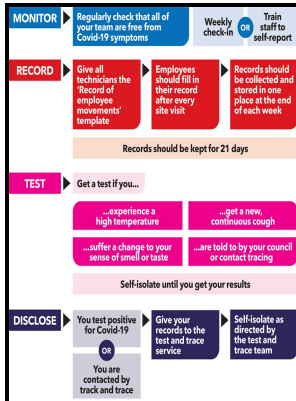 MONITOR
Regularly check that all of
your team are free from
Covid-19 symptoms
Weekly
check-in
OR
Train
staff to
self-report
RECORD
Give all
technicians the
'Record of
employee
movements'
template
Employees
should fill in
their record
after every
site visit
Records should
be collected and
stored in one
place at the end
of each week
Records should be kept for 21 days
TEST
Get a test if you...
...experience a
high temperature
...get a new,
continuous cough
...suffer a change to your
sense of smell or taste
...are told to by your council
or contact tracing
Self-isolate until you get your results
DISCLOSE
You test positive
for Covid-19
OR
You are
contacted by
track and trace
Give your
records to the
test and trace
service
Self-isolate as
directed by
the test and
trace team